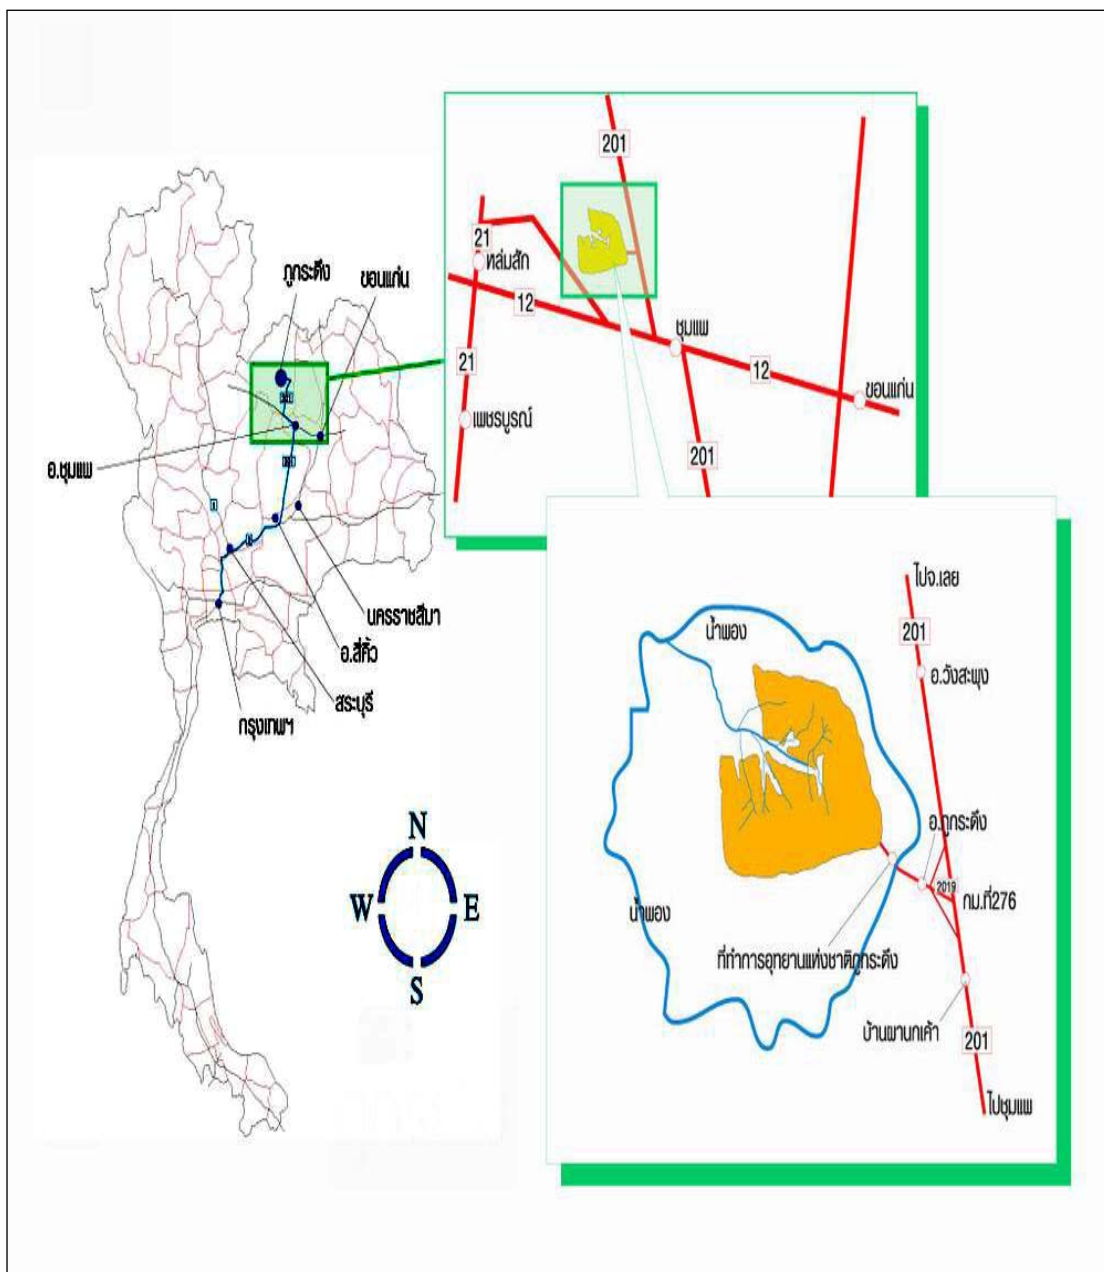 ภูกระดึง
ขอนแก่น
อ.ชุมแพ
นครราชสีมา
อ.สี่คิ้ว
สระบุรี
กรุงเทพฯ
N
W E
S
201
21
หล่มสัก
12
ชุมแพ
21
12
เพชรบูรณ์
ขอนแก่น
201
ไปจ.เลย
น้ำพอง
201
อ.วังสะพุง
อ.ภูกระดึง
2019
กม.ที่276
น้ำพอง
ที่ทำการอุทยานแห่งชาติภูกระดึง
บ้านผานกเค้า
201
ไปชุมแพ